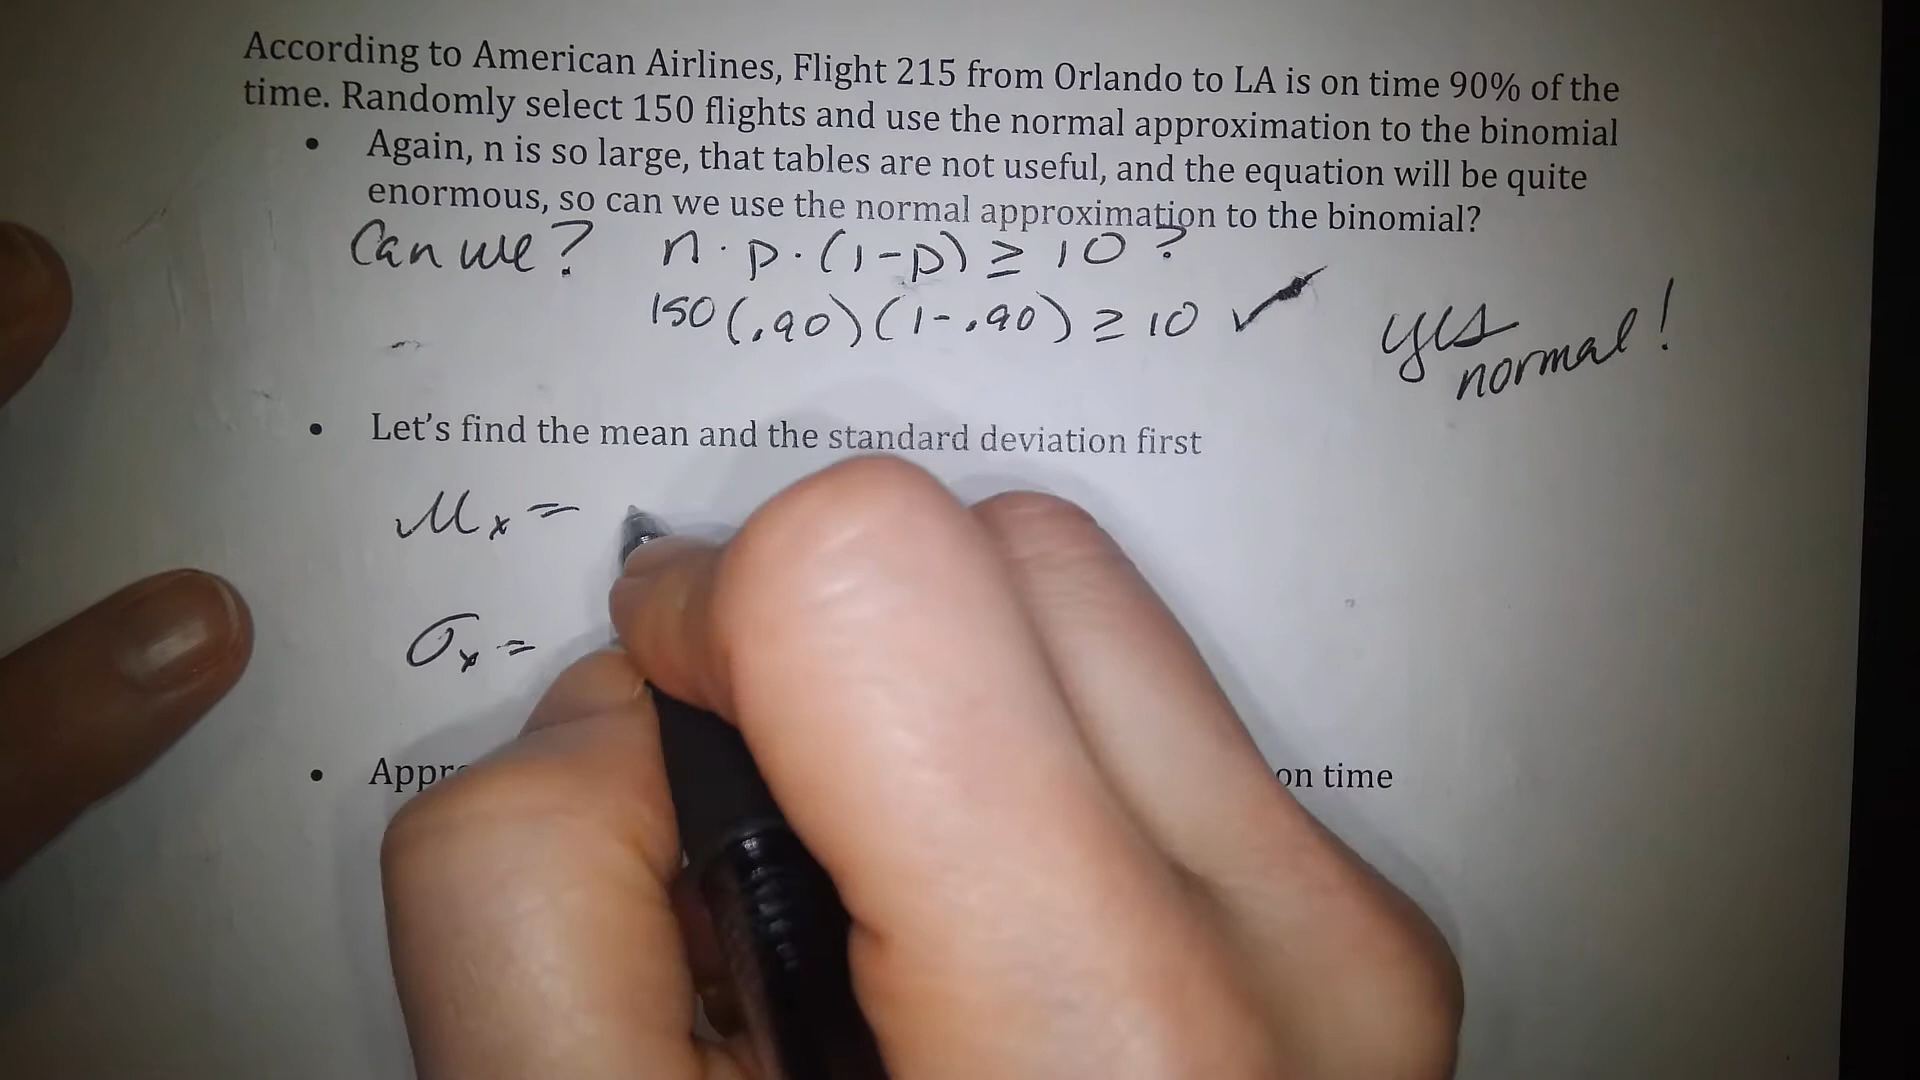 According to American Airlines, Flight 215 from Orlando to LA is on time 90% of the
time. Randomly select 150 flights and use the normal approximation to the binomial
• Again, n is so large, that tables are not useful, and the equation will be quite
enormous, so can we use the normal approximation to the binomial?
Can we? n · p · (1-p) ≥ 10 ?
150 (.90) (1-.90) ≥ 10 ✓ yes
normal!
• Let's find the mean and the standard deviation first
μx =
σx =
• on time